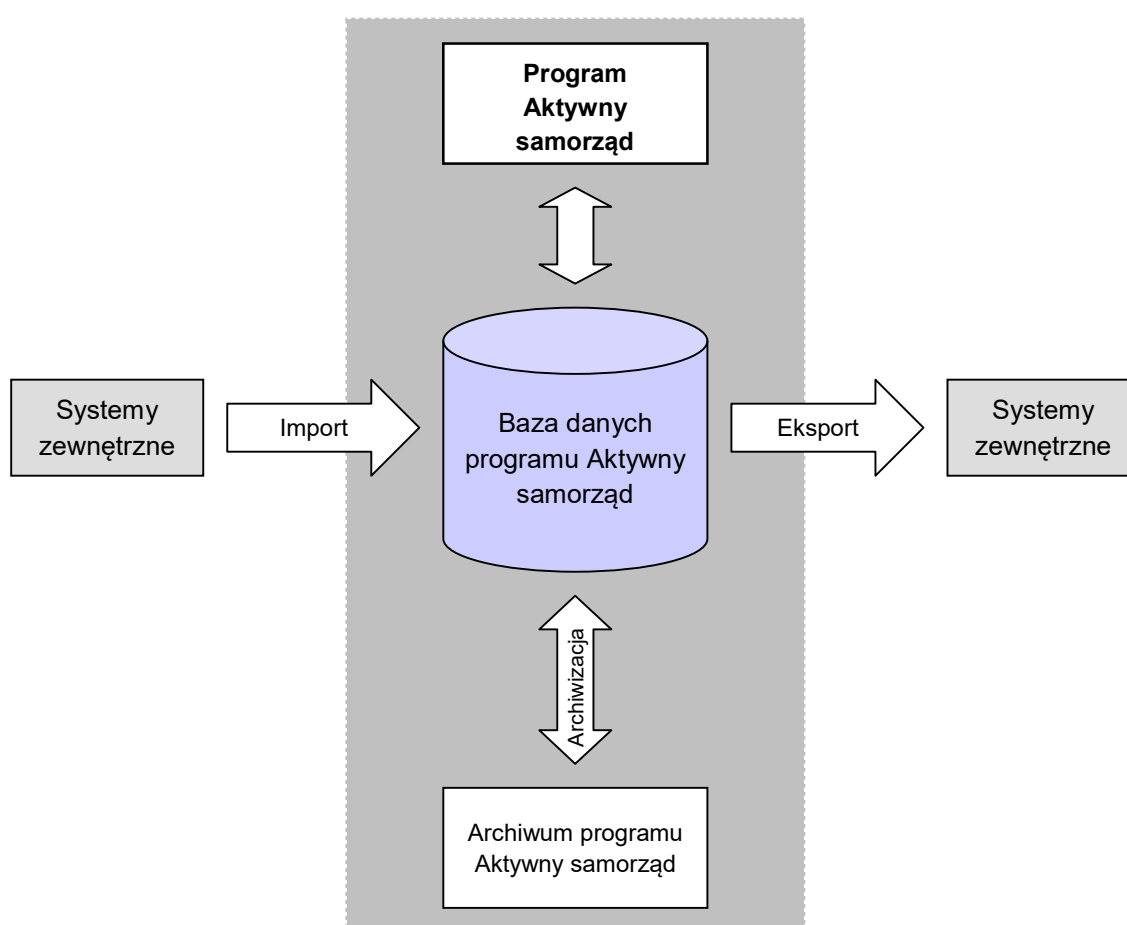 Program
Aktywny
samorząd
Systemy
zewnętrzne
Import
Baza danych
programu Aktywny
samorząd
Eksport
Systemy
zewnętrzne
Archiwizacja
Archiwum programu
Aktywny samorząd